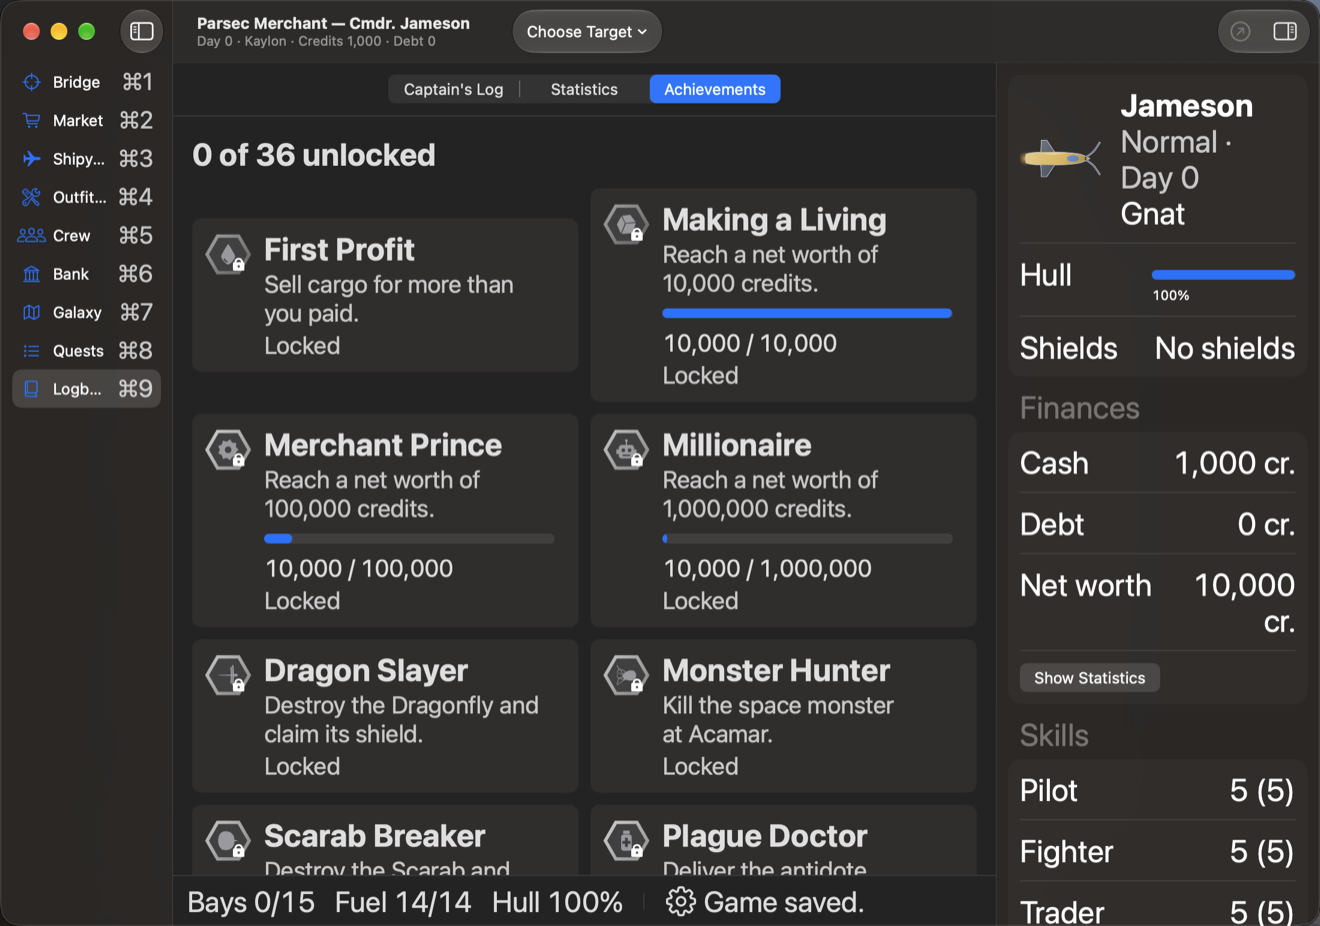 Parsec Merchant — Cmdr. Jameson
Day 0 · Kaylon · Credits 1,000 · Debt 0
Choose Target
Bridge ⌘1
Market ⌘2
Shipy... ⌘3
Outfit... ⌘4
Crew ⌘5
Bank ⌘6
Galaxy ⌘7
Quests ⌘8
Logb... ⌘9
Captain's Log
Statistics
Achievements
0 of 36 unlocked
First Profit
Sell cargo for more than
you paid.
Locked
Making a Living
Reach a net worth of
10,000 credits.
10,000 / 10,000
Locked
Merchant Prince
Reach a net worth of
100,000 credits.
10,000 / 100,000
Locked
Millionaire
Reach a net worth of
1,000,000 credits.
10,000 / 1,000,000
Locked
Dragon Slayer
Destroy the Dragonfly and
claim its shield.
Locked
Monster Hunter
Kill the space monster
at Acamar.
Locked
Scarab Breaker
Destroy the Scarab and
Plague Doctor
Deliver the antidote
Bays 0/15 Fuel 14/14 Hull 100% Game saved.
Jameson
Normal ·
Day 0
Gnat
Hull
100%
Shields No shields
Finances
Cash 1,000 cr.
Debt 0 cr.
Net worth 10,000
cr.
Show Statistics
Skills
Pilot 5 (5)
Fighter 5 (5)
Trader 5 (5)